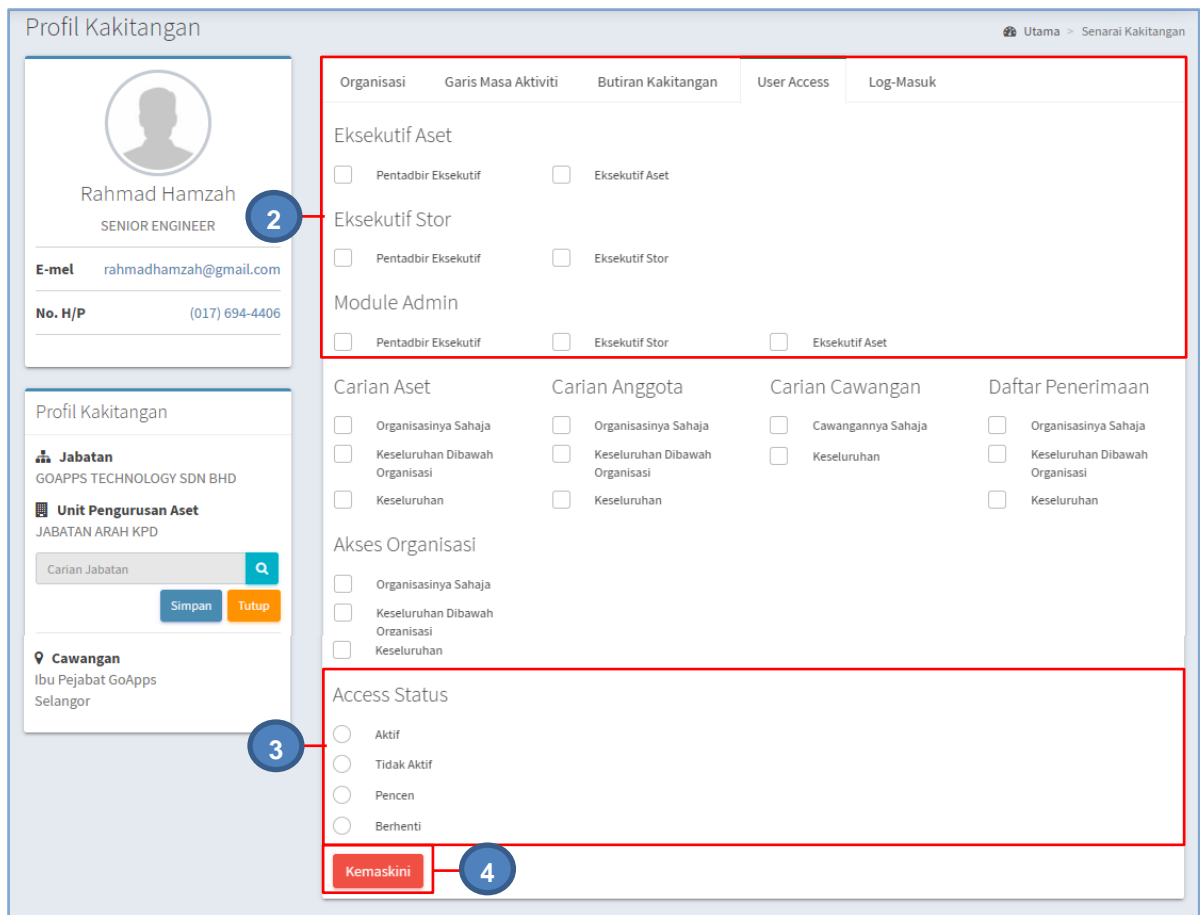 Profil Kakitangan
Utama > Senarai Kakitangan
Rahmad Hamzah
SENIOR ENGINEER
E-mel rahmadhamzah@gmail.com
No. H/P (017) 694-4406
Profil Kakitangan
Jabatan
GOAPPS TECHNOLOGY SDN BHD
Unit Pengurusan Aset
JABATAN ARAH KPD
Carian Jabatan
Simpan Tutup
Cawangan
Ibu Pejabat GoApps
Selangor
2
Organisasi Garis Masa Aktiviti Butiran Kakitangan User Access Log-Masuk
Eksekutif Aset
Pentadbir Eksekutif Eksekutif Aset
Eksekutif Stor
Pentadbir Eksekutif Eksekutif Stor
Module Admin
Pentadbir Eksekutif Eksekutif Stor Eksekutif Aset
Carian Aset Carian Anggota Carian Cawangan Daftar Penerimaan
Organisasinya Sahaja Organisasinya Sahaja Cawangannya Sahaja Organisasinya Sahaja
Keseluruhan Dibawah Keseluruhan Dibawah Keseluruhan Keseluruhan Dibawah
Organisasi Organisasi Organisasi
Keseluruhan Keseluruhan Keseluruhan
Akses Organisasi
Organisasinya Sahaja
Keseluruhan Dibawah
Organisasi
Keseluruhan
3
Access Status
Aktif
Tidak Aktif
Pencen
Berhenti
Kemaskini
4